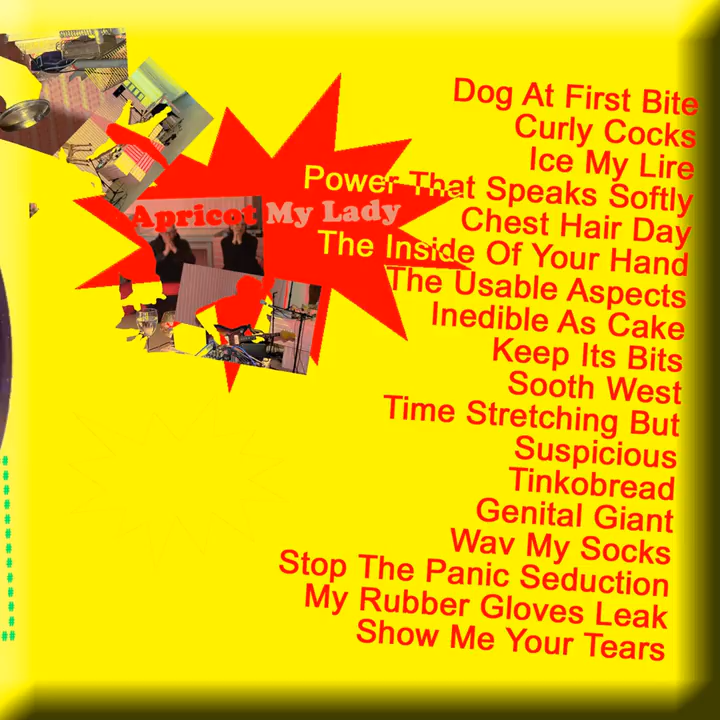 Dog At First Bite
Curly Cocks
Ice My Lire
Power That Speaks Softly
Apricot My Lady
Chest Hair Day
The Inside Of Your Hand
The Usable Aspects
Inedible As Cake
Keep Its Bits
Sooth West
Time Stretching But
Suspicious
Tinkobread
Genital Giant
Wav My Socks
Stop The Panic Seduction
My Rubber Gloves Leak
Show Me Your Tears
#
#
#
#
#
#
#
#
#
#
#
#
##